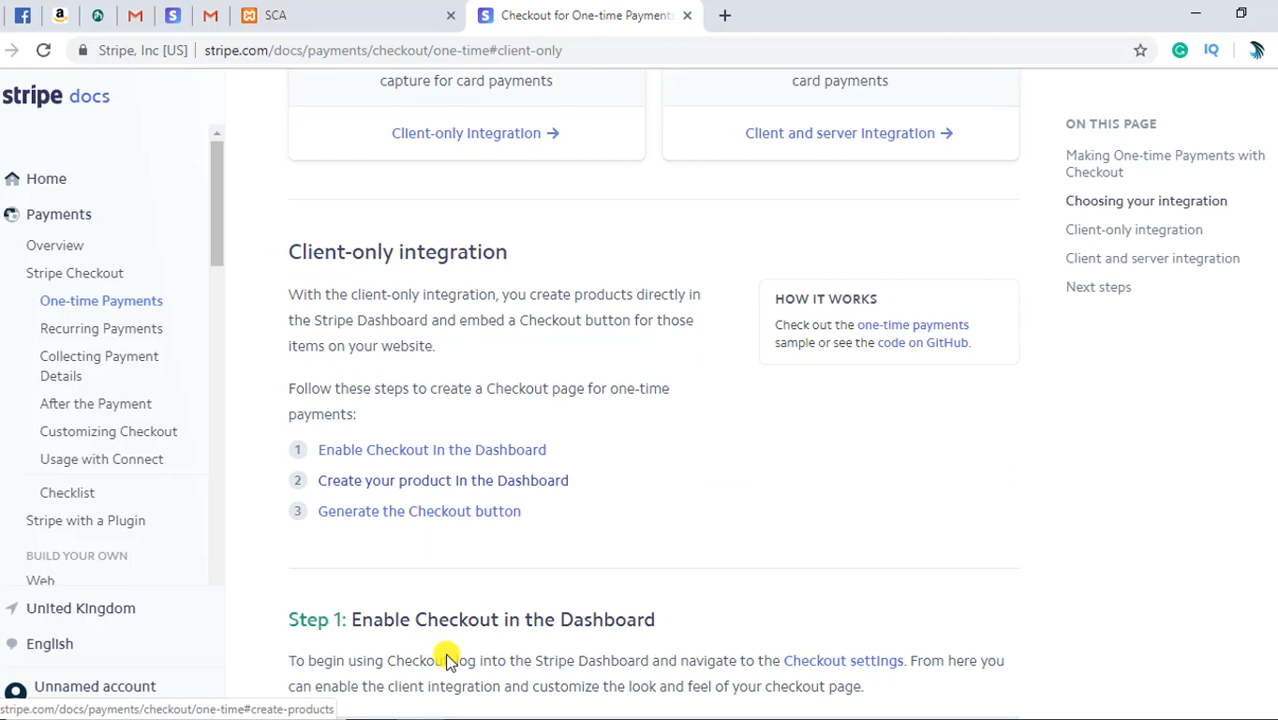 SCA
Checkout for One-time Payments
Stripe, Inc [US]
stripe.com/docs/payments/checkout/one-time#client-only
IQ
stripe docs
Home
Payments
Overview
Stripe Checkout
One-time Payments
Recurring Payments
Collecting Payment
Details
After the Payment
Customizing Checkout
Usage with Connect
Checklist
Stripe with a Plugin
BUILD YOUR OWN
Web
United Kingdom
English
Unnamed account
capture for card payments
Client-only Integration →
card payments
Client and server Integration →
Client-only integration
With the client-only integration, you create products directly in
the Stripe Dashboard and embed a Checkout button for those
items on your website.
Follow these steps to create a Checkout page for one-time
payments:
1 Enable Checkout In the Dashboard
2 Create your product In the Dashboard
3 Generate the Checkout button
HOW IT WORKS
Check out the one-time payments
sample or see the code on GitHub.
Step 1: Enable Checkout in the Dashboard
To begin using Checkout, log into the Stripe Dashboard and navigate to the Checkout settings. From here you
can enable the client integration and customize the look and feel of your checkout page.
ON THIS PAGE
Making One-time Payments with
Checkout
Choosing your integration
Client-only integration
Client and server integration
Next steps
stripe.com/docs/payments/checkout/one-time#create-products